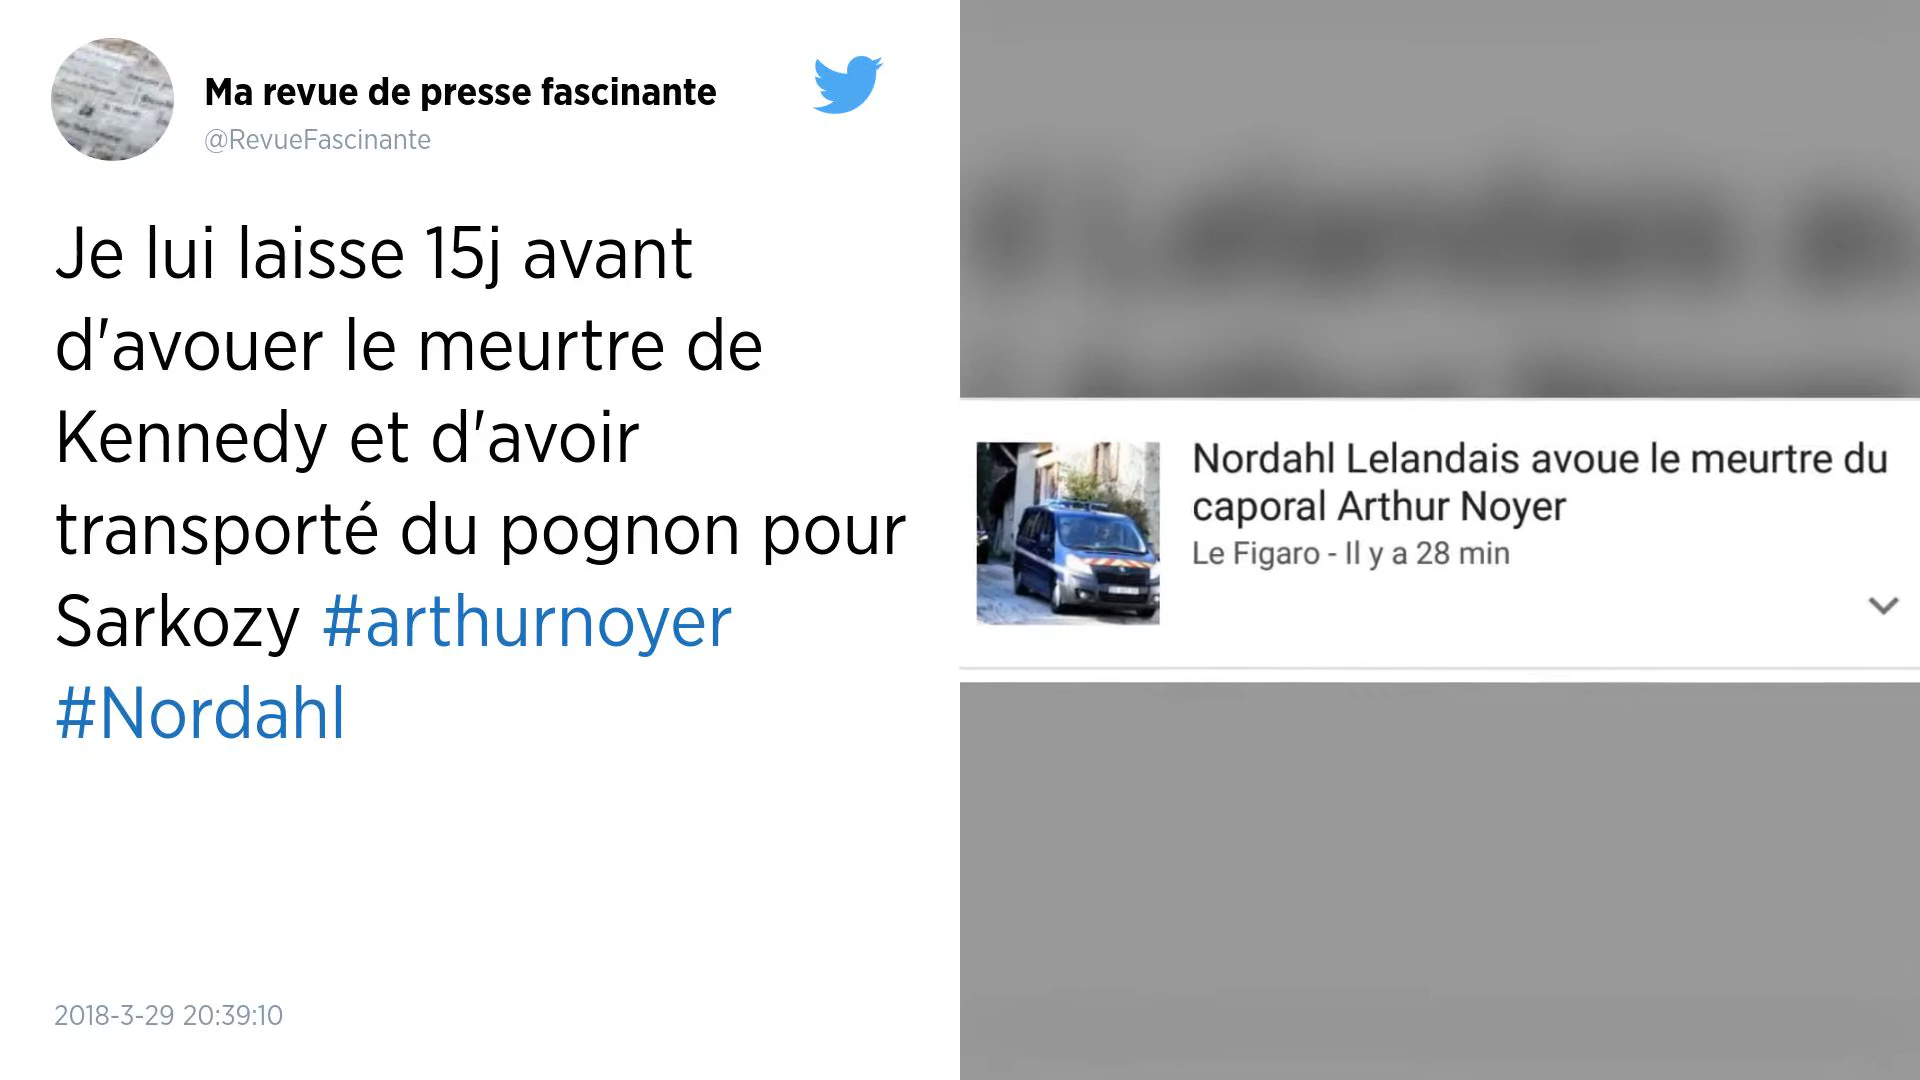 Ma revue de presse fascinante
@RevueFascinante
Je lui laisse 15j avant
d'avouer le meurtre de
Kennedy et d'avoir
transporté du pognon pour
Sarkozy #arthurnoyer
#Nordahl
2018-3-29 20:39:10
Nordahl Lelandais avoue le meurtre du
caporal Arthur Noyer
Le Figaro - Il y a 28 min